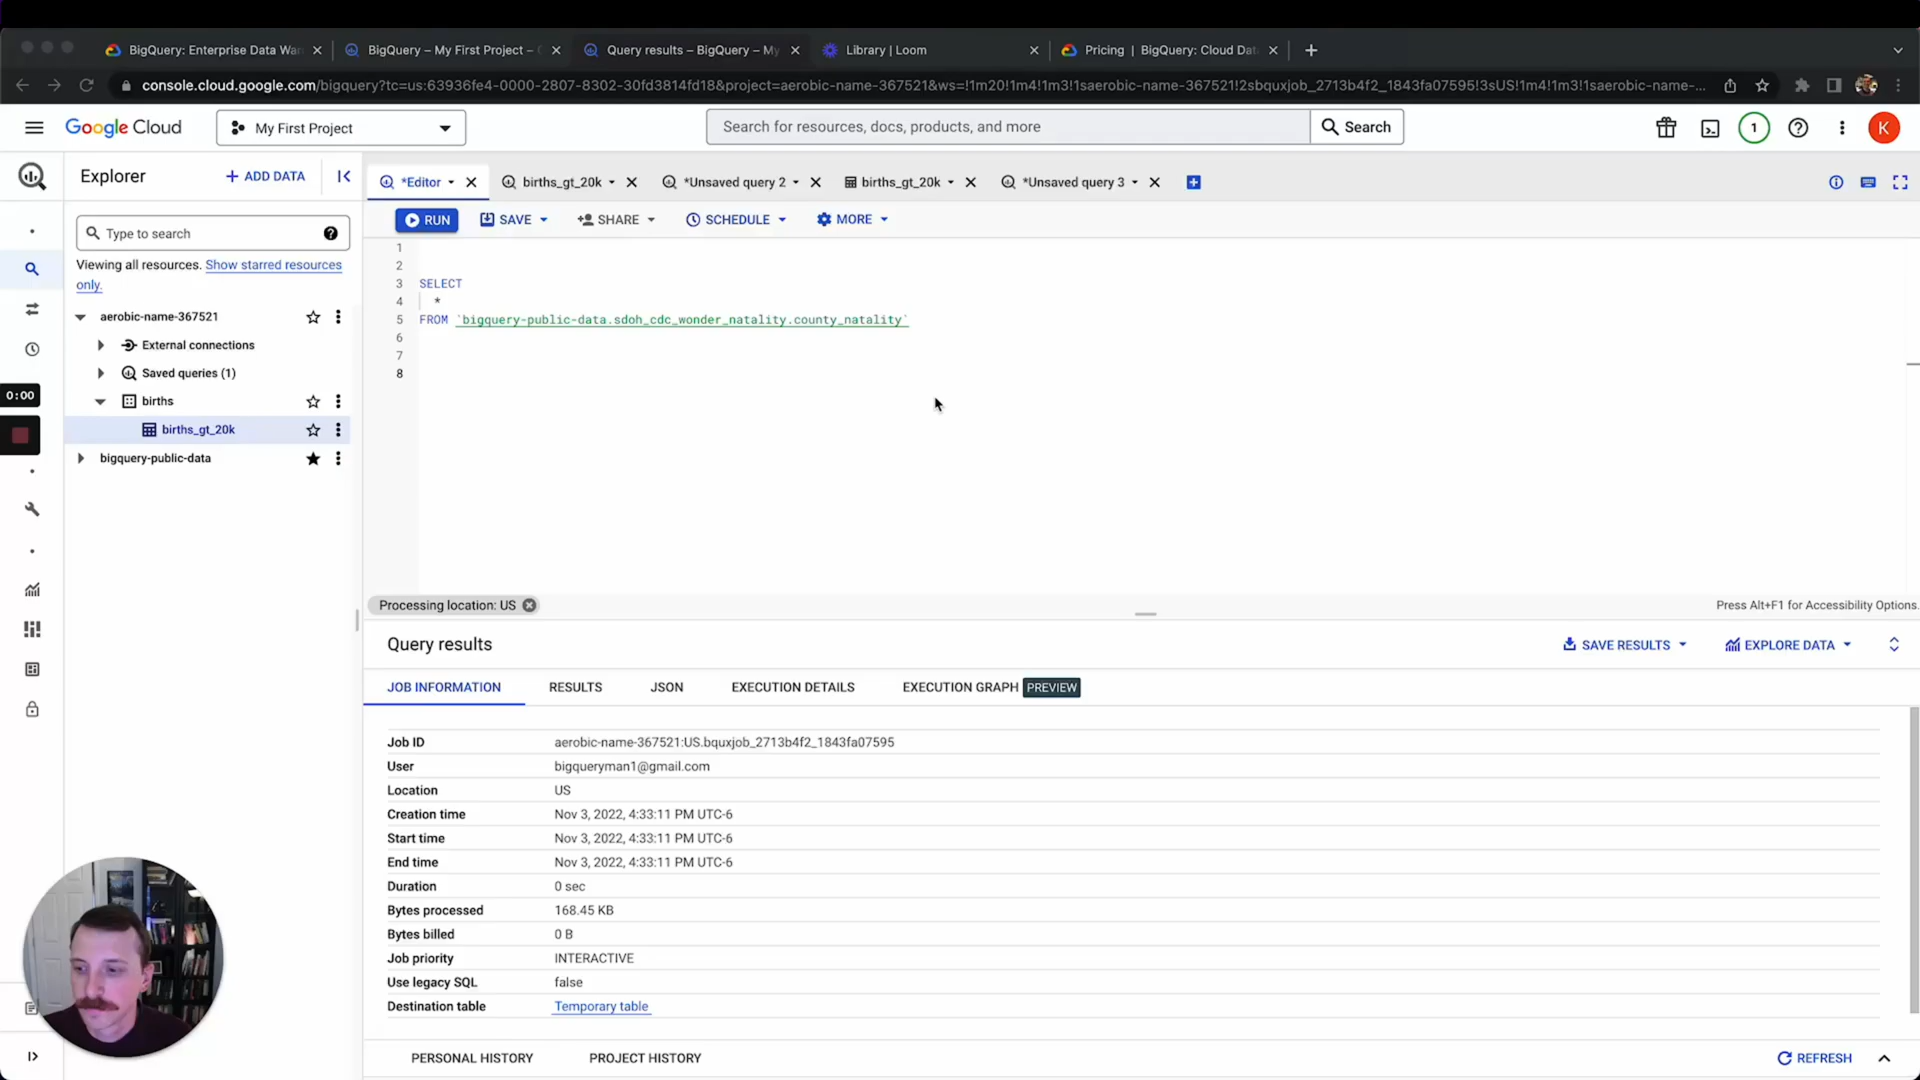 BigQuery: Enterprise Data War
BigQuery – My First Project –
Query results – BigQuery – My
Library | Loom
Pricing | BigQuery: Cloud Dat
console.cloud.google.com/bigquery?tc=us:63936fe4-0000-2807-8302-30fd3814fd18&project=aerobic-name-367521&ws=!1m20!1m4!1m3!1saerobic-name-367521!2sbquxjob_2713b4f2_1843fa07595!3sUS!1m4!1m3!1saerobic-name-...
Google Cloud
My First Project
Search for resources, docs, products, and more
Search
1
K
Explorer
+ ADD DATA
*Editor
births_gt_20k
*Unsaved query 2
births_gt_20k
*Unsaved query 3
RUN
SAVE
SHARE
SCHEDULE
MORE
Type to search
Viewing all resources. Show starred resources
only.
aerobic-name-367521
External connections
Saved queries (1)
births
births_gt_20k
bigquery-public-data
0:00
1
2
3 SELECT
4 *
5 FROM `bigquery-public-data.sdoh_cdc_wonder_natality.county_natality`
6
7
8
Processing location: US
Press Alt+F1 for Accessibility Options.
Query results
SAVE RESULTS
EXPLORE DATA
JOB INFORMATION
RESULTS
JSON
EXECUTION DETAILS
EXECUTION GRAPH PREVIEW
Job ID aerobic-name-367521:US.bquxjob_2713b4f2_1843fa07595
User bigqueryman1@gmail.com
Location US
Creation time Nov 3, 2022, 4:33:11 PM UTC-6
Start time Nov 3, 2022, 4:33:11 PM UTC-6
End time Nov 3, 2022, 4:33:11 PM UTC-6
Duration 0 sec
Bytes processed 168.45 KB
Bytes billed 0 B
Job priority INTERACTIVE
Use legacy SQL false
Destination table Temporary table
PERSONAL HISTORY
PROJECT HISTORY
REFRESH